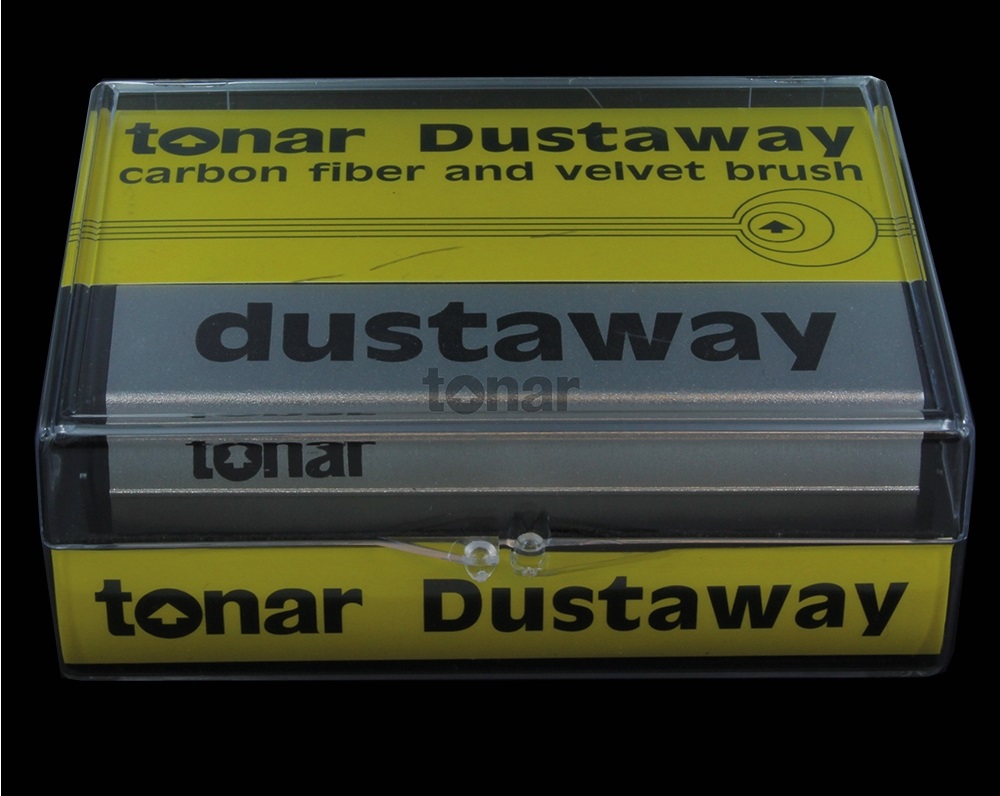 tonar Dustaway
carbon fiber and velvet brush
dustaway
tonar
tonar
tonar Dustaway